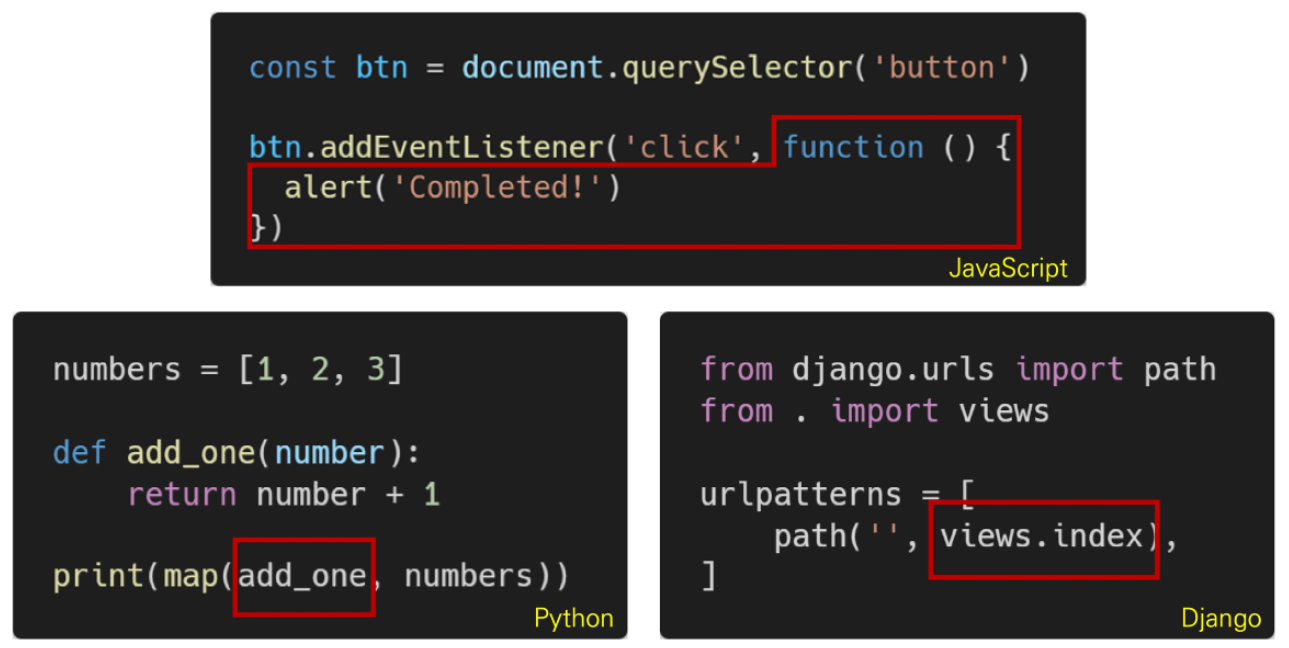 const btn = document.querySelector('button')
btn.addEventListener('click', function () {
  alert('Completed!')
})
JavaScript
numbers = [1, 2, 3]
def add_one(number):
    return number + 1
print(map(add_one, numbers))
Python
from django.urls import path
from . import views
urlpatterns = [
    path('', views.index),
]
Django